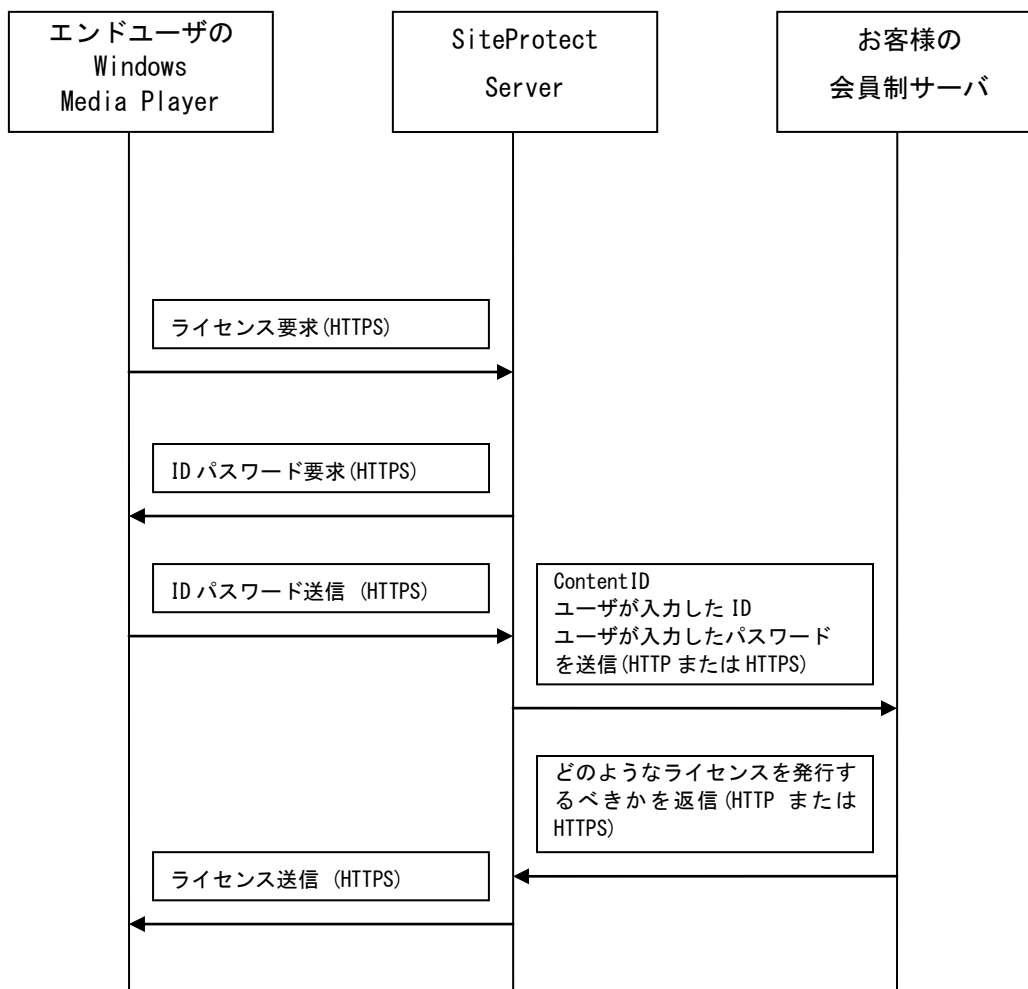 エンドユーザの
Windows
Media Player
SiteProtect
Server
お客様の
会員制サーバ
ライセンス要求(HTTPS)
ID パスワード要求(HTTPS)
ID パスワード送信 (HTTPS)
ContentID
ユーザが入力した ID
ユーザが入力したパスワード
を送信(HTTP または HTTPS)
どのようなライセンスを発行す
るべきかを返信(HTTP または
HTTPS)
ライセンス送信 (HTTPS)